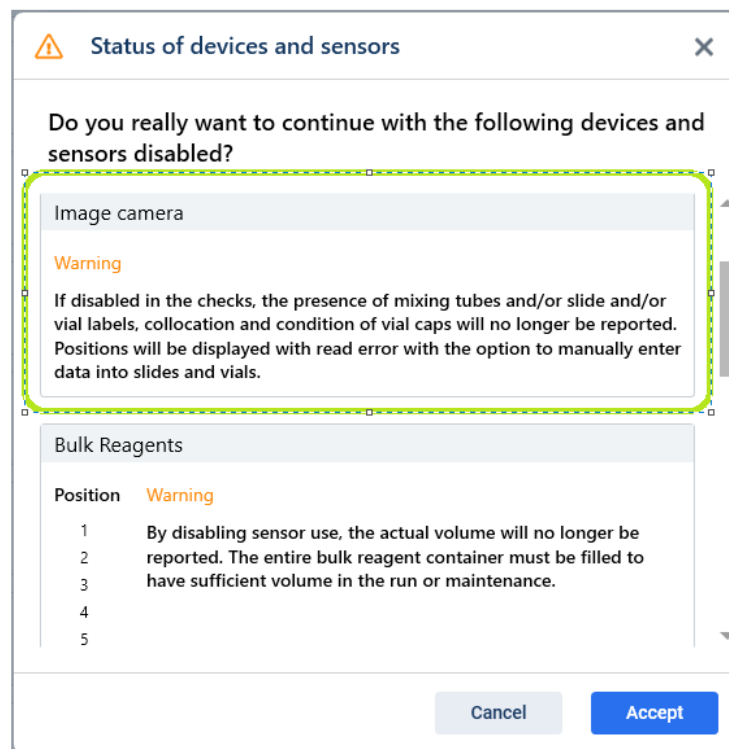 Status of devices and sensors
Do you really want to continue with the following devices and
sensors disabled?
Image camera
Warning
If disabled in the checks, the presence of mixing tubes and/or slide and/or
vial labels, collocation and condition of vial caps will no longer be reported.
Positions will be displayed with read error with the option to manually enter
data into slides and vials.
Bulk Reagents
Position Warning
1
By disabling sensor use, the actual volume will no longer be
2
reported. The entire bulk reagent container must be filled to
3
have sufficient volume in the run or maintenance.
4
5
Cancel Accept